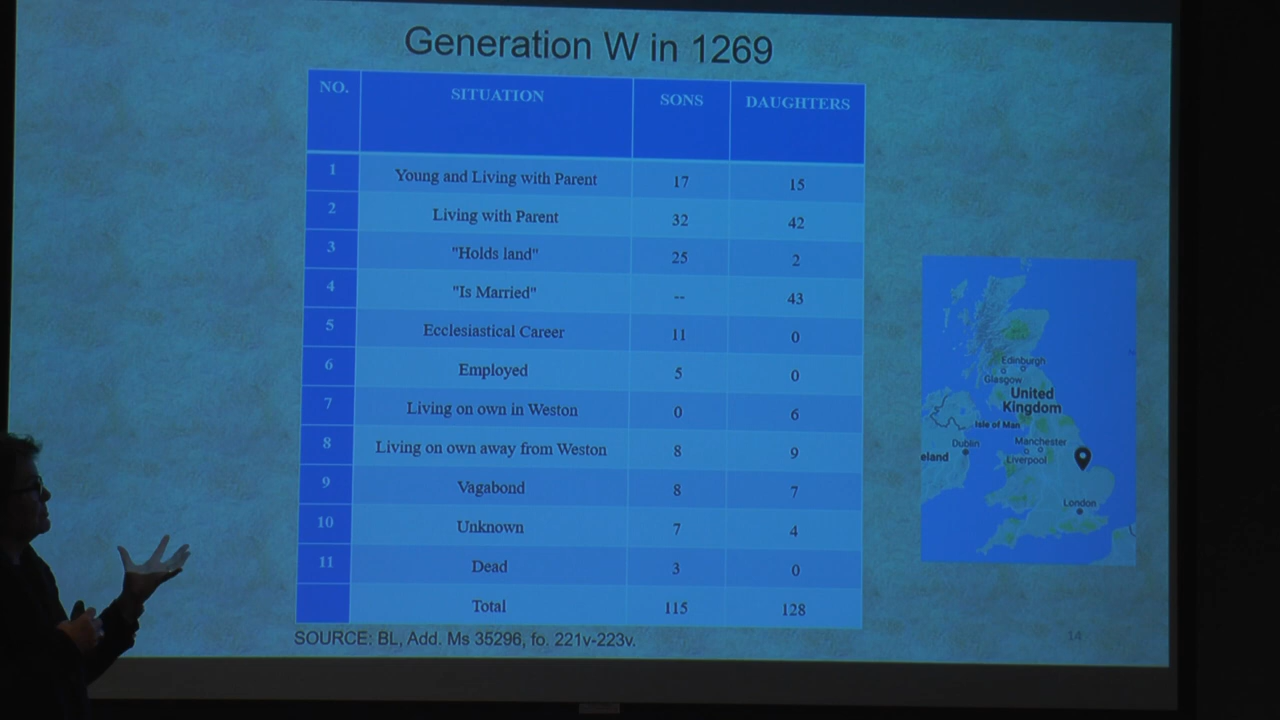 Generation W in 1269
NO. SITUATION SONS DAUGHTERS
1 Young and Living with Parent 17 15
2 Living with Parent 32 42
3 "Holds land" 25 2
4 "Is Married" -- 43
5 Ecclesiastical Career 11 0
6 Employed 5 0
7 Living on own in Weston 0 6
8 Living on own away from Weston 8 9
9 Vagabond 8 7
10 Unknown 7 4
11 Dead 3 0
Total 115 128
SOURCE: BL, Add. Ms 35296, fo. 221v-223v.
Edinburgh
Glasgow
United
Kingdom
Isle of Man
Dublin
Manchester
eland
Liverpool
London
14